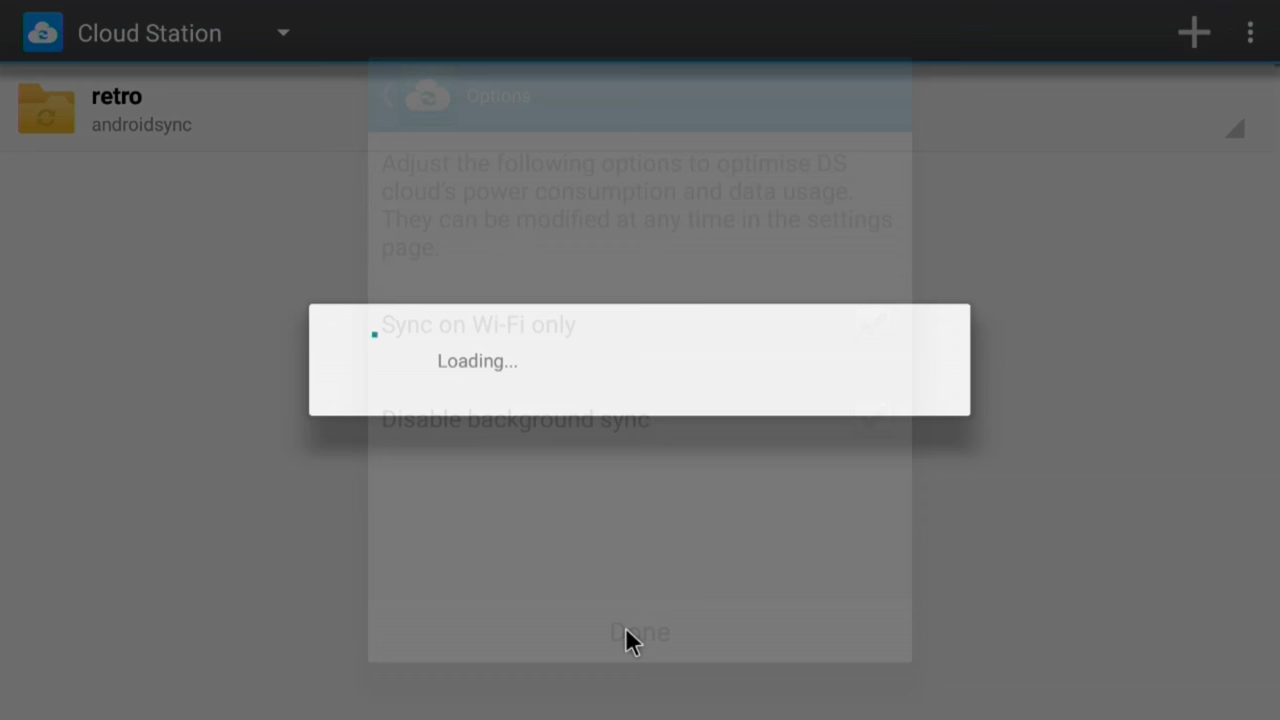 Cloud Station
retro
androidsync
Options
Adjust the following options to optimise DS
cloud's power consumption and data usage.
They can be modified at any time in the settings
page.
Sync on Wi-Fi only
Loading...
Disable background sync
Done